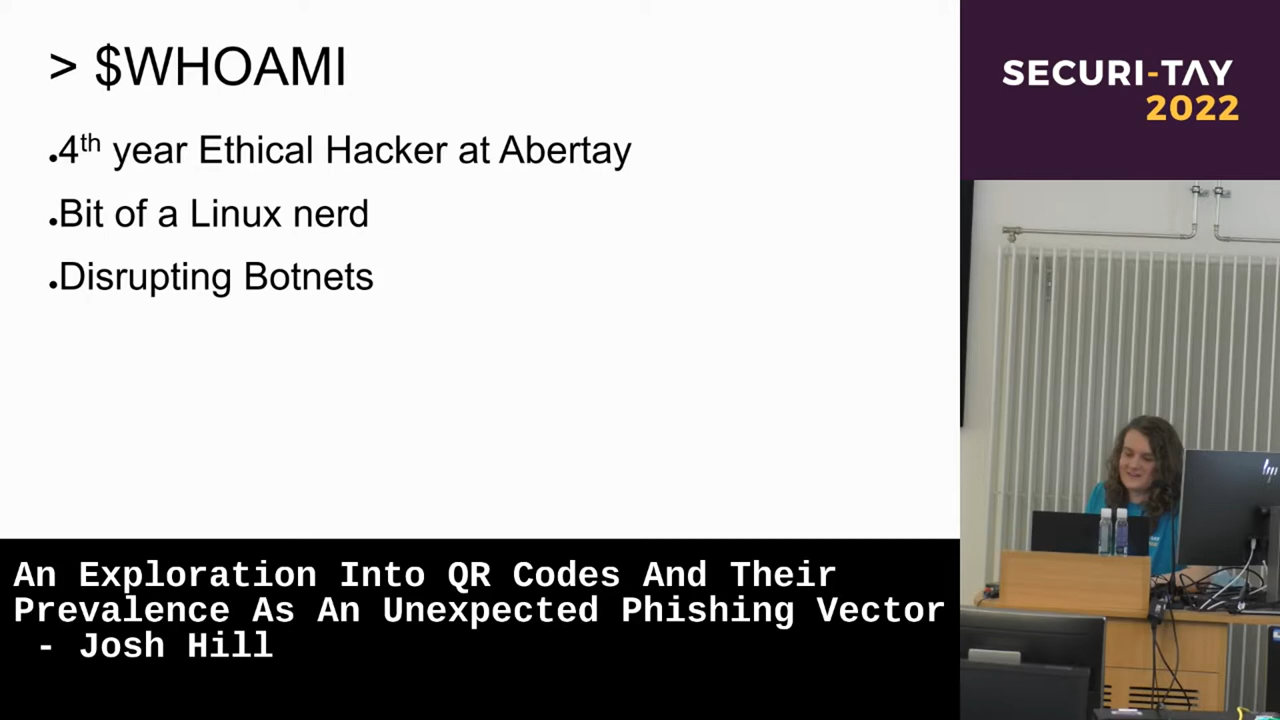 > $WHOAMI
.4th year Ethical Hacker at Abertay
.Bit of a Linux nerd
.Disrupting Botnets
SECURI-TAY
2022
hp
An Exploration Into QR Codes And Their
Prevalence As An Unexpected Phishing Vector
- Josh Hill